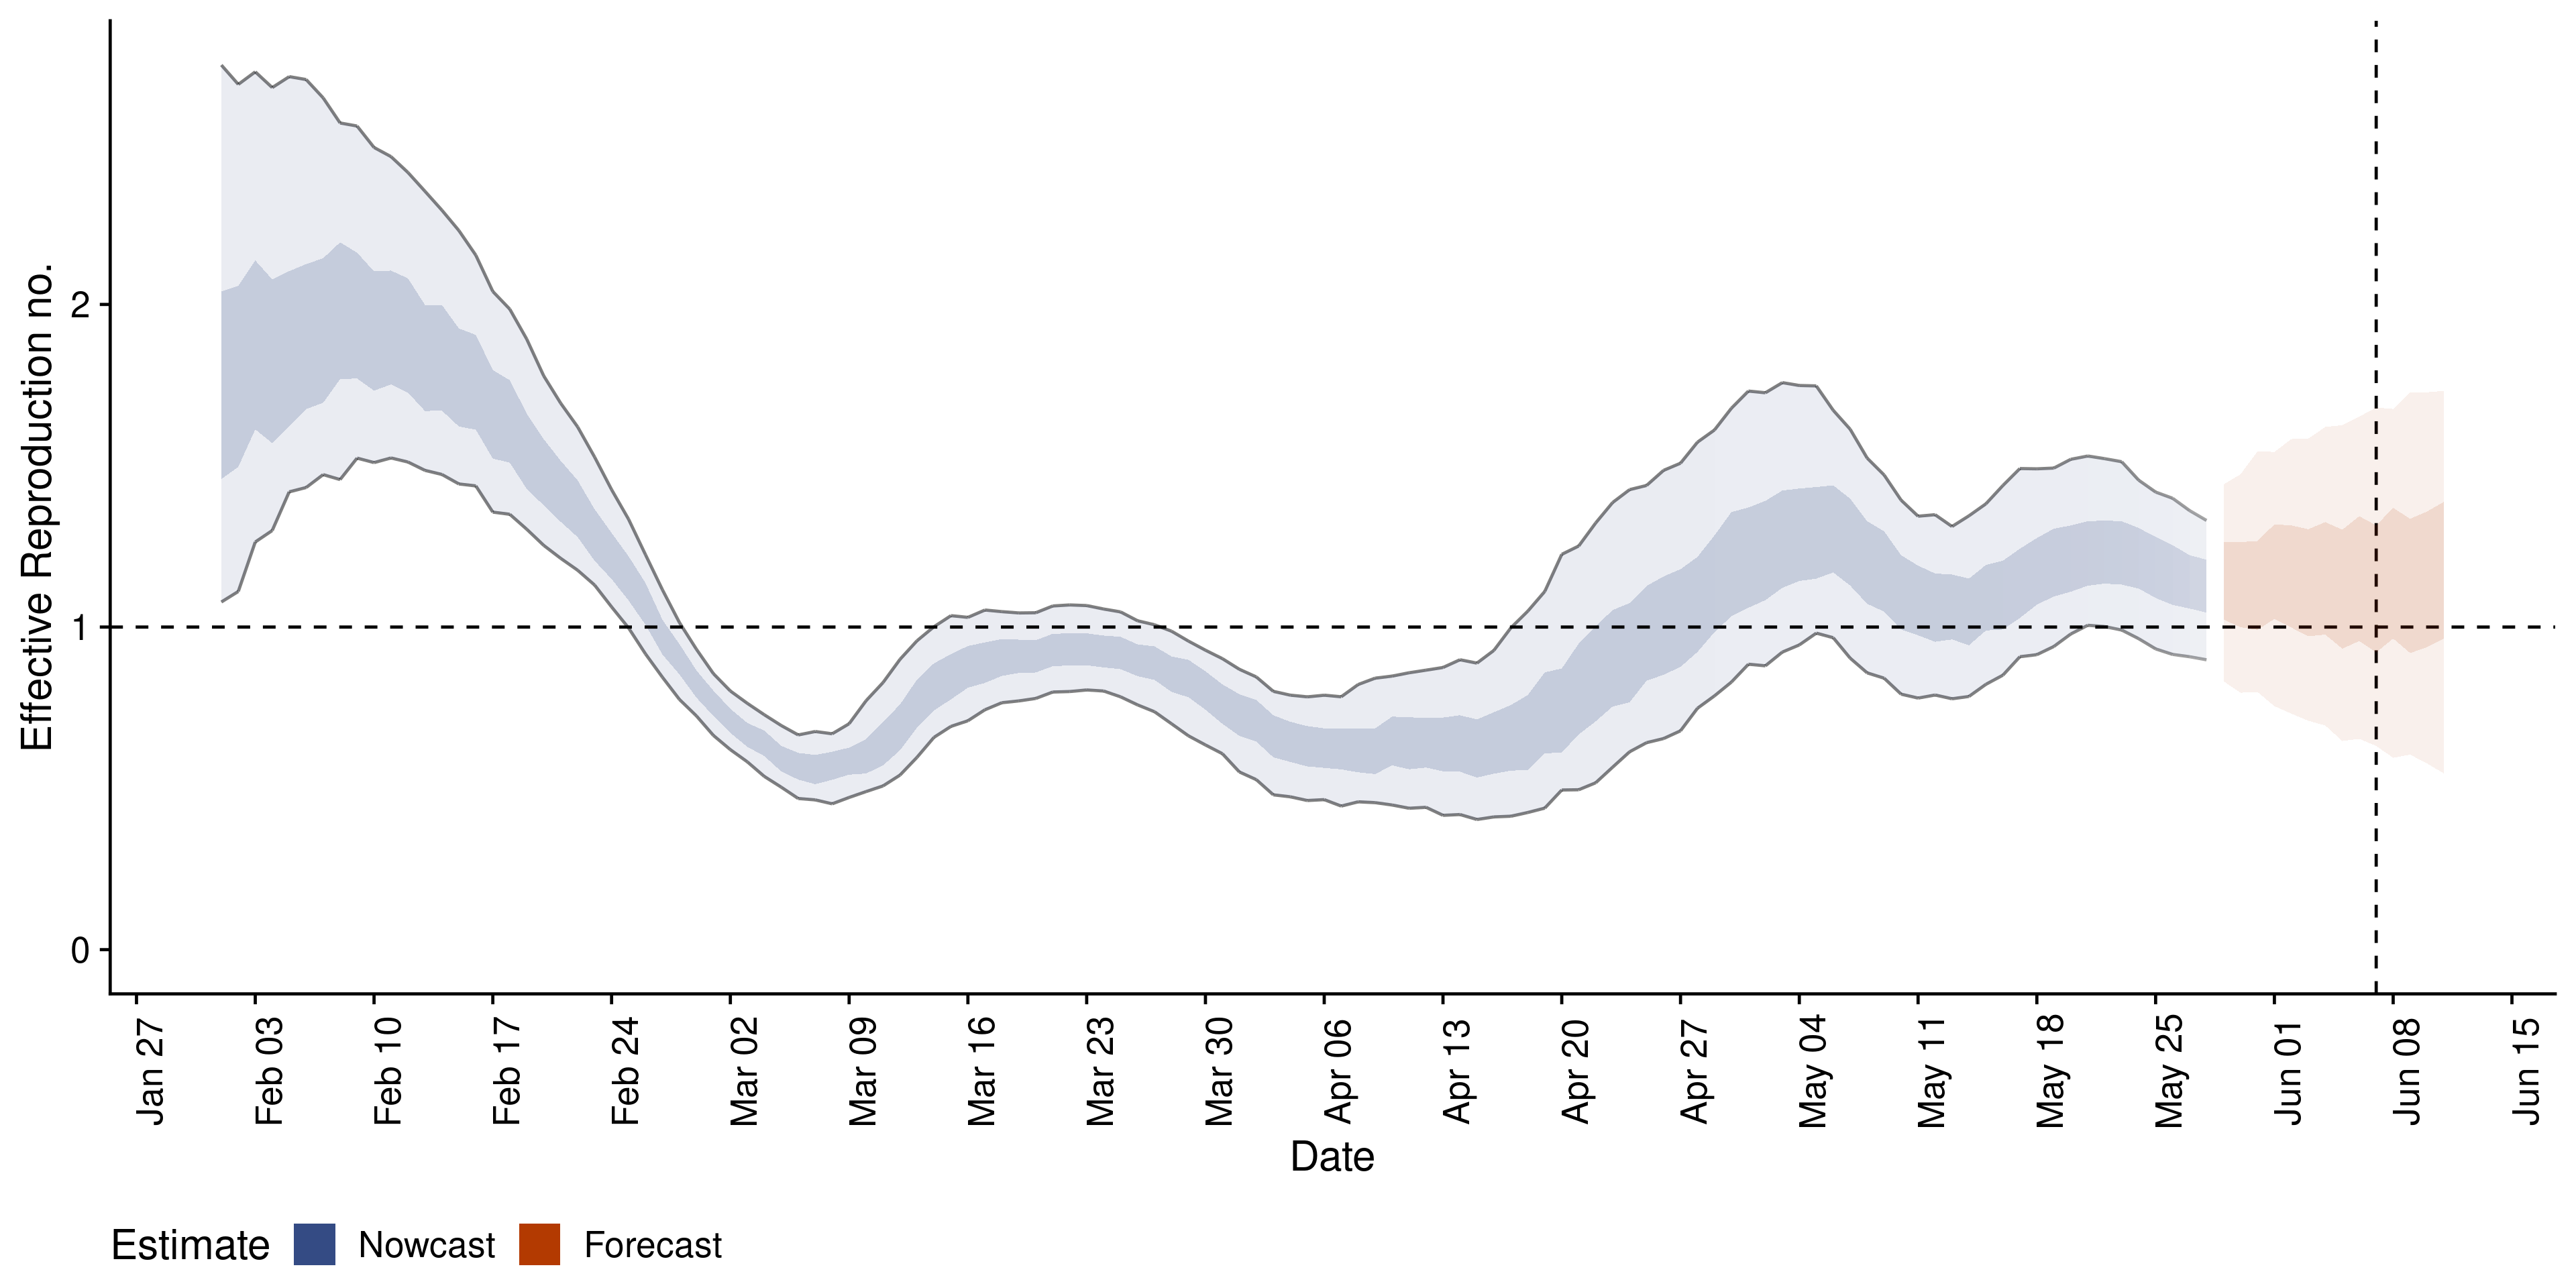 Effective Reproduction no.
2
1
0
Jan 27
Feb 03
Feb 10
Feb 17
Feb 24
Mar 02
Mar 09
Mar 16
Mar 23
Mar 30
Apr 06
Apr 13
Apr 20
Apr 27
May 04
May 11
May 18
May 25
Jun 01
Jun 08
Jun 15
Date
Estimate Nowcast Forecast